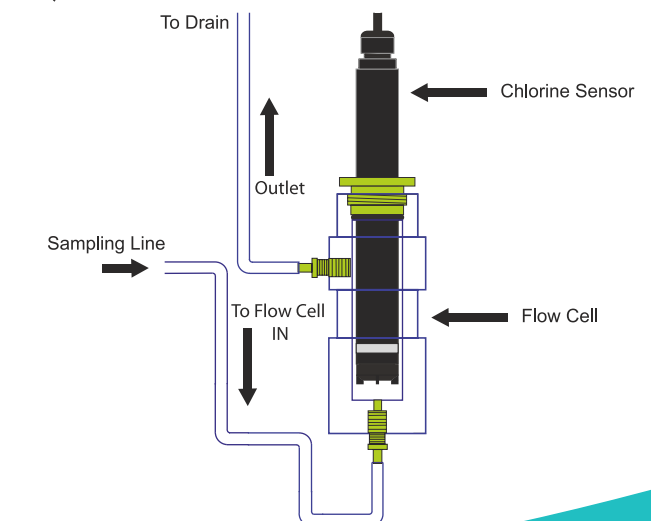 To Drain
Chlorine Sensor
Outlet
Sampling Line
To Flow Cell
IN
Flow Cell